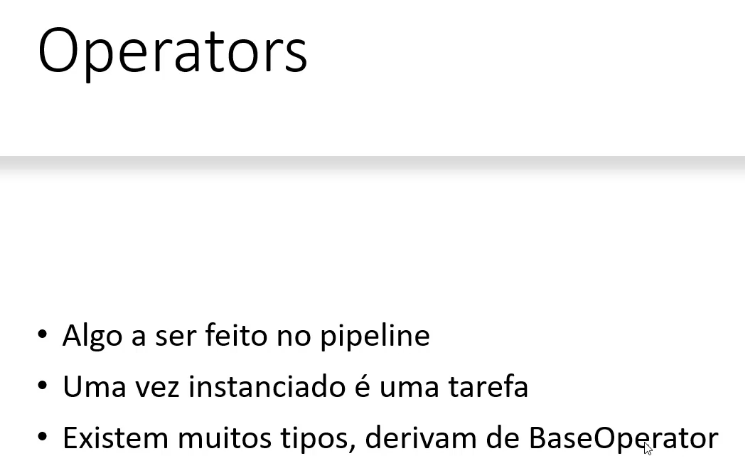 Operators
• Algo a ser feito no pipeline
• Uma vez instanciado é uma tarefa
• Existem muitos tipos, derivam de BaseOperator